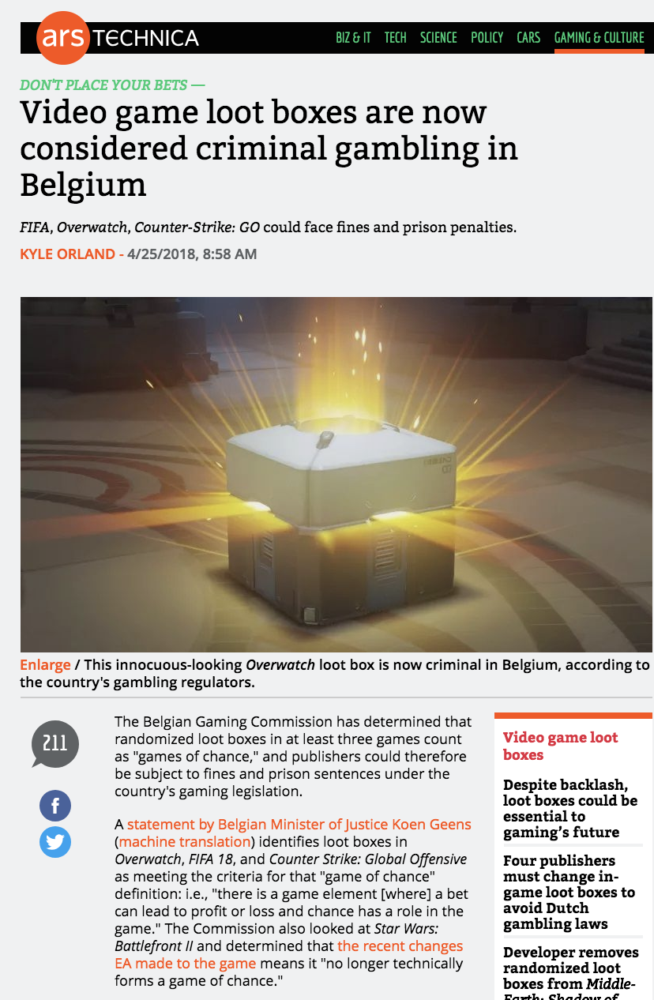 ars TECHNICA
BIZ & IT TECH SCIENCE POLICY CARS GAMING & CULTURE
DON'T PLACE YOUR BETS —
Video game loot boxes are now
considered criminal gambling in
Belgium
FIFA, Overwatch, Counter-Strike: GO could face fines and prison penalties.
KYLE ORLAND - 4/25/2018, 8:58 AM
Enlarge / This innocuous-looking Overwatch loot box is now criminal in Belgium, according to
the country's gambling regulators.
211
The Belgian Gaming Commission has determined that
randomized loot boxes in at least three games count
as "games of chance," and publishers could therefore
be subject to fines and prison sentences under the
country's gaming legislation.
A statement by Belgian Minister of Justice Koen Geens
(machine translation) identifies loot boxes in
Overwatch, FIFA 18, and Counter Strike: Global Offensive
as meeting the criteria for that "game of chance"
definition: i.e., "there is a game element [where] a bet
can lead to profit or loss and chance has a role in the
game." The Commission also looked at Star Wars:
Battlefront II and determined that the recent changes
EA made to the game means it "no longer technically
forms a game of chance."
Video game loot
boxes
Despite backlash,
loot boxes could be
essential to
gaming's future
Four publishers
must change in-
game loot boxes to
avoid Dutch
gambling laws
Developer removes
randomized loot
boxes from Middle-
Earth: Shadow of